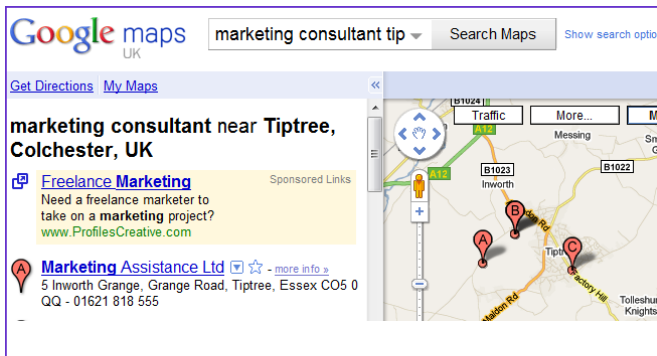 Google maps
UK
marketing consultant tip
Search Maps
Show search optio
Get Directions My Maps
«
marketing consultant near Tiptree,
Colchester, UK
Freelance Marketing
Sponsored Links
Need a freelance marketer to
take on a marketing project?
www.ProfilesCreative.com
A
Marketing Assistance Ltd - more info »
5 Inworth Grange, Grange Road, Tiptree, Essex CO5 0
QQ - 01621 818 555
B1024
Traffic
More...
M
A12
Messing
B1023
B1022
A12
Inworth
B
A
C
Factory Hill
Tolleshu
Knights
Maldon Rd